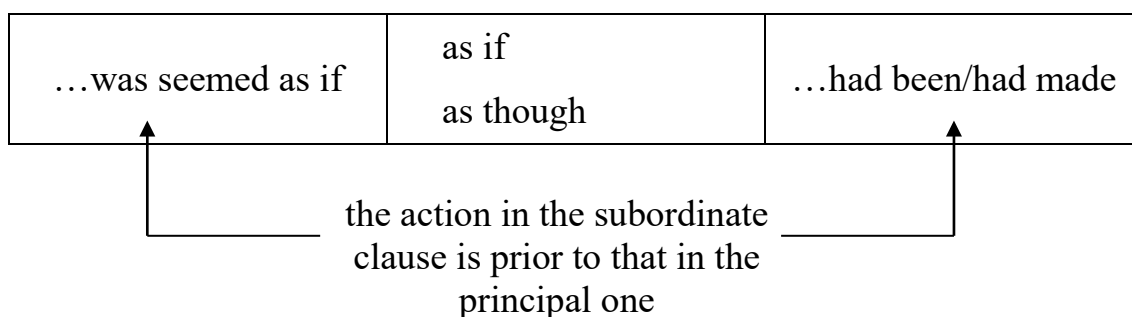 …was seemed as if
as if
as though
…had been/had made
the action in the subordinate
clause is prior to that in the
principal one